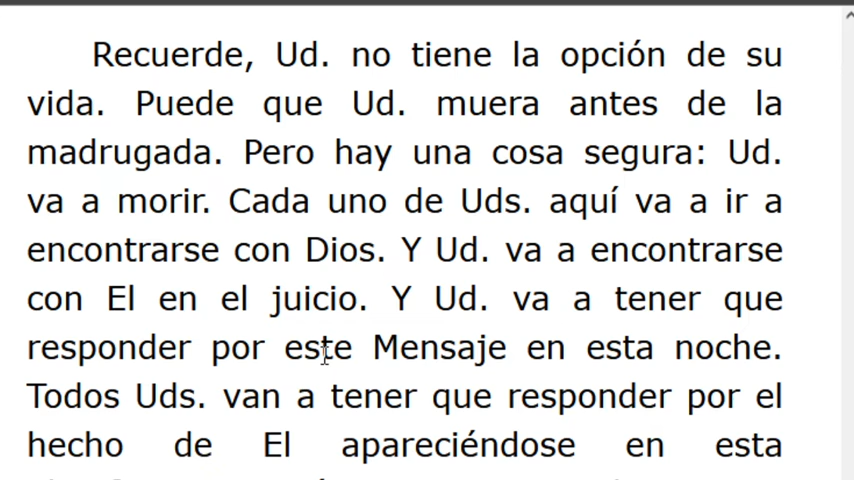 Recuerde, Ud. no tiene la opción de su
vida. Puede que Ud. muera antes de la
madrugada. Pero hay una cosa segura: Ud.
va a morir. Cada uno de Uds. aquí va a ir a
encontrarse con Dios. Y Ud. va a encontrarse
con El en el juicio. Y Ud. va a tener que
responder por este Mensaje en esta noche.
Todos Uds. van a tener que responder por el
hecho de El apareciéndose en esta